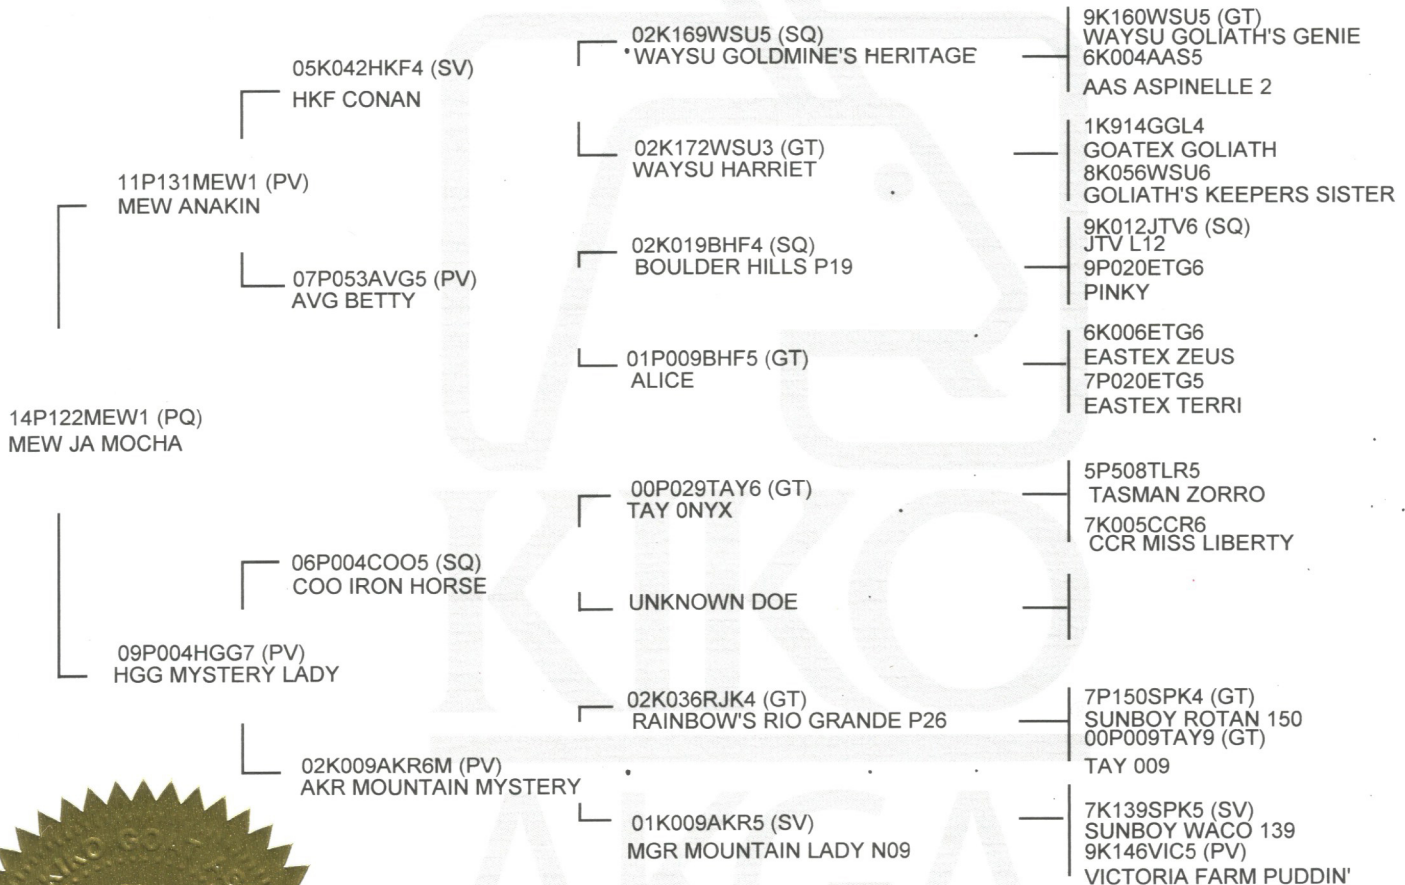 14P122MEW1 (PQ)
MEW JA MOCHA
11P131MEW1 (PV)
MEW ANAKIN
09P004HGG7 (PV)
HGG MYSTERY LADY
05K042HKF4 (SV)
HKF CONAN
07P053AVG5 (PV)
AVG BETTY
06P004COO5 (SQ)
COO IRON HORSE
02K009AKR6M (PV)
AKR MOUNTAIN MYSTERY
02K169WSU5 (SQ)
WAYSU GOLDMINE'S HERITAGE
02K172WSU3 (GT)
WAYSU HARRIET
02K019BHF4 (SQ)
BOULDER HILLS P19
01P009BHF5 (GT)
ALICE
00P029TAY6 (GT)
TAY 0NYX
UNKNOWN DOE
02K036RJK4 (GT)
RAINBOW'S RIO GRANDE P26
01K009AKR5 (SV)
MGR MOUNTAIN LADY N09
9K160WSU5 (GT)
WAYSU GOLIATH'S GENIE
6K004AAS5
AAS ASPINELLE 2
1K914GGL4
GOATEX GOLIATH
8K056WSU6
GOLIATH'S KEEPERS SISTER
9K012JTV6 (SQ)
JTV L12
9P020ETG6
PINKY
6K006ETG6
EASTEX ZEUS
7P020ETG5
EASTEX TERRI
5P508TLR5
TASMAN ZORRO
7K005CCR6
CCR MISS LIBERTY
7P150SPK4 (GT)
SUNBOY ROTAN 150
00P009TAY9 (GT)
TAY 009
7K139SPK5 (SV)
SUNBOY WACO 139
9K146VIC5 (PV)
VICTORIA FARM PUDDIN'
KIKO
AKGA
KIKO GOAT